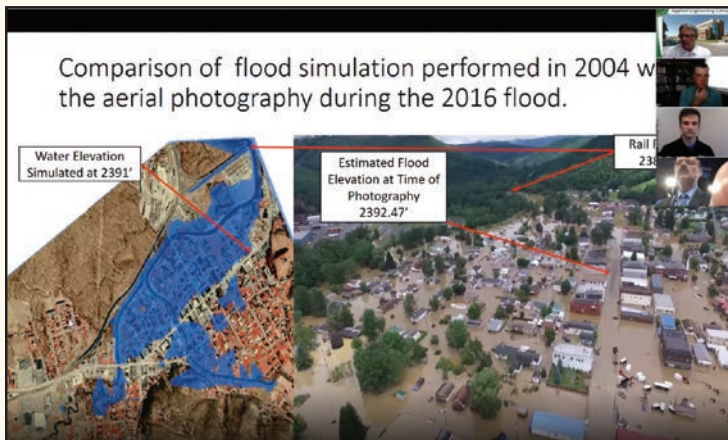 Comparison of flood simulation performed in 2004 w
the aerial photography during the 2016 flood.
Water Elevation
Simulated at 2391'
Estimated Flood
Elevation at Time of
Photography
2392.47'
Rail
238